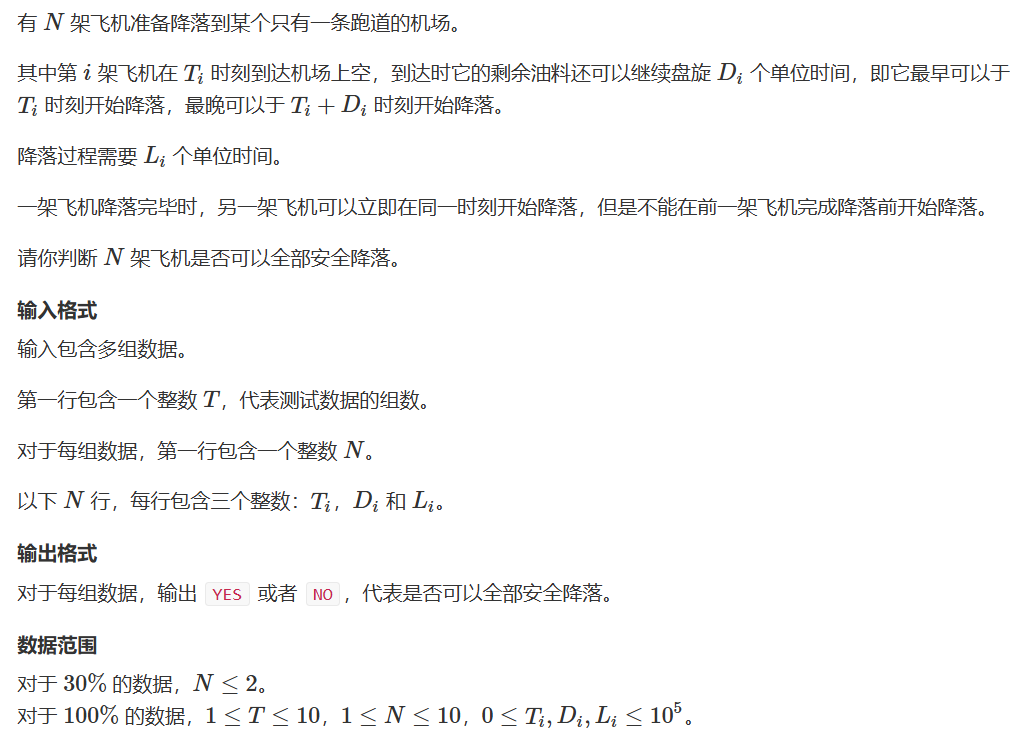 有 N 架飞机准备降落到某个只有一条跑道的机场。
其中第 i 架飞机在 T_i 时刻到达机场上空，到达时它的剩余油料还可以继续盘旋 D_i 个单位时间，即它最早可以于
T_i 时刻开始降落，最晚可以于 T_i + D_i 时刻开始降落。
降落过程需要 L_i 个单位时间。
一架飞机降落完毕时，另一架飞机可以立即在同一时刻开始降落，但是不能在前一架飞机完成降落前开始降落。
请你判断 N 架飞机是否可以全部安全降落。
输入格式
输入包含多组数据。
第一行包含一个整数 T，代表测试数据的组数。
对于每组数据，第一行包含一个整数 N。
以下 N 行，每行包含三个整数：T_i，D_i 和 L_i。
输出格式
对于每组数据，输出 YES 或者 NO，代表是否可以全部安全降落。
数据范围
对于 30% 的数据，N ≤ 2。
对于 100% 的数据，1 ≤ T ≤ 10，1 ≤ N ≤ 10，0 ≤ T_i, D_i, L_i ≤ 10^5。